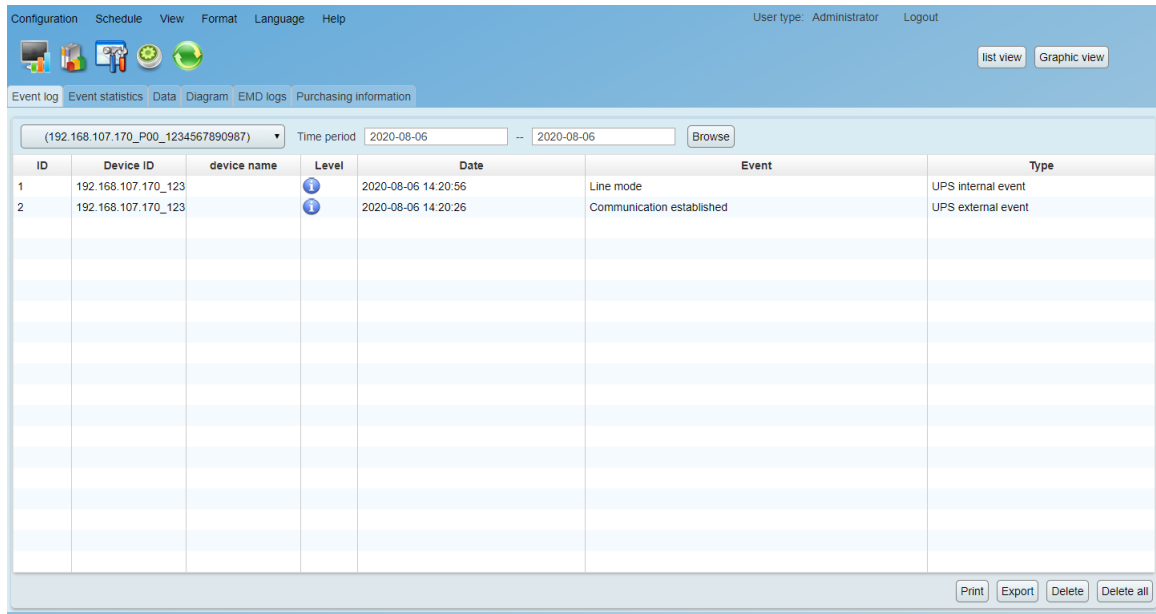 Configuration Schedule View Format Language Help User type: Administrator Logout
list view Graphic view
Event log Event statistics Data Diagram EMD logs Purchasing information
(192.168.107.170_P00_1234567890987) Time period 2020-08-06 -- 2020-08-06 Browse
ID Device ID device name Level Date Event Type
1 192.168.107.170_123 2020-08-06 14:20:56 Line mode UPS internal event
2 192.168.107.170_123 2020-08-06 14:20:26 Communication established UPS external event
Print Export Delete Delete all